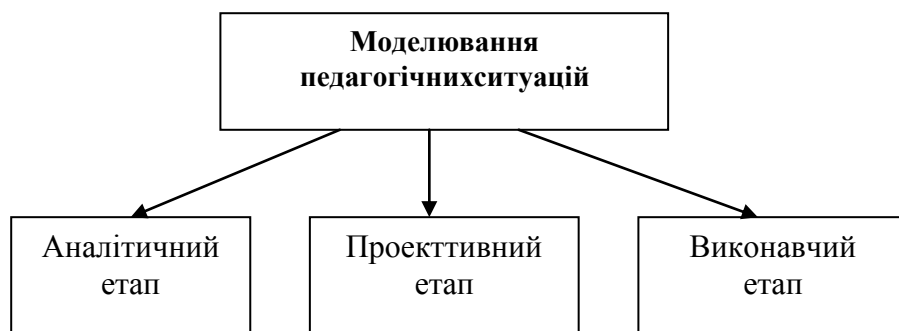 Моделювання
педагогічнихситуацій
Аналітичний
етап
Проекттивний
етап
Виконавчий
етап